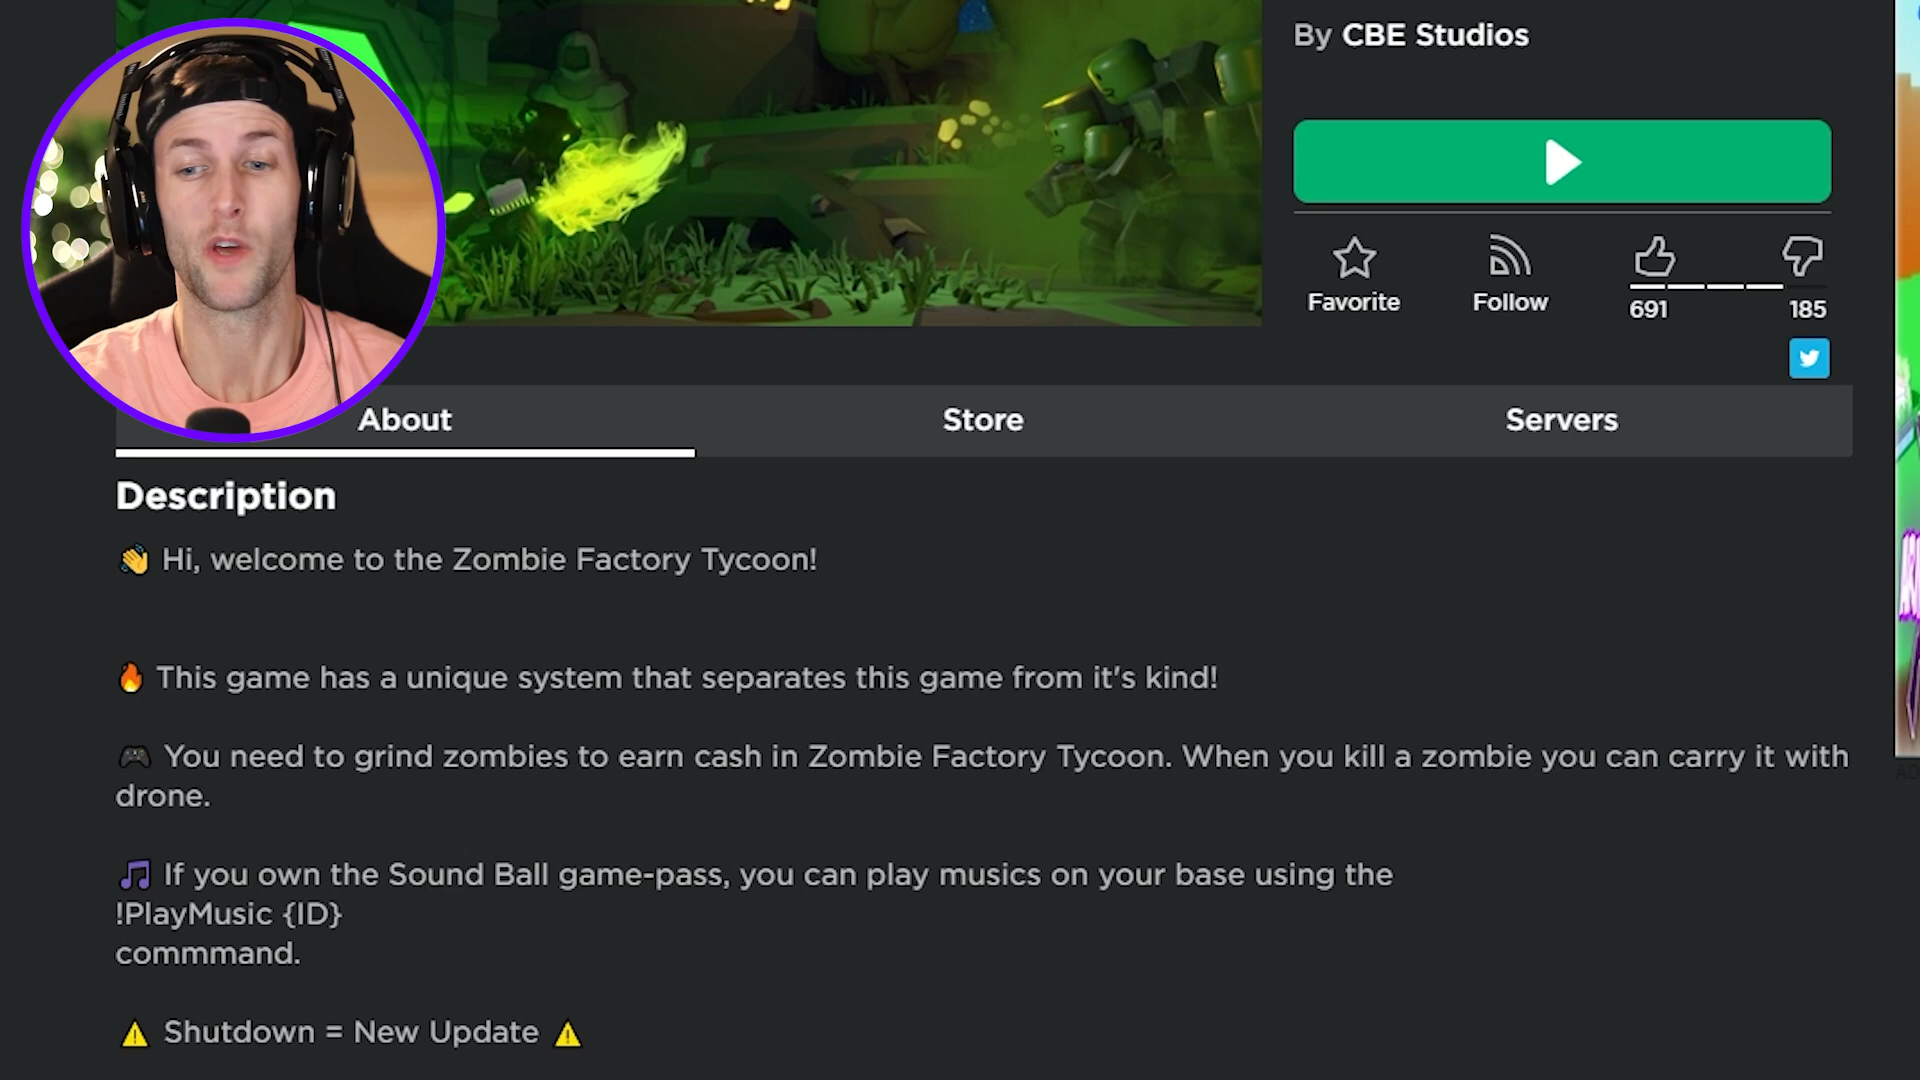 By CBE Studios
Favorite
Follow
691
185
About
Store
Servers
Description
👋 Hi, welcome to the Zombie Factory Tycoon!
🔥 This game has a unique system that separates this game from it's kind!
🎮 You need to grind zombies to earn cash in Zombie Factory Tycoon. When you kill a zombie you can carry it with
drone.
🎵 If you own the Sound Ball game-pass, you can play musics on your base using the
!PlayMusic {ID}
commmand.
⚠️ Shutdown = New Update ⚠️